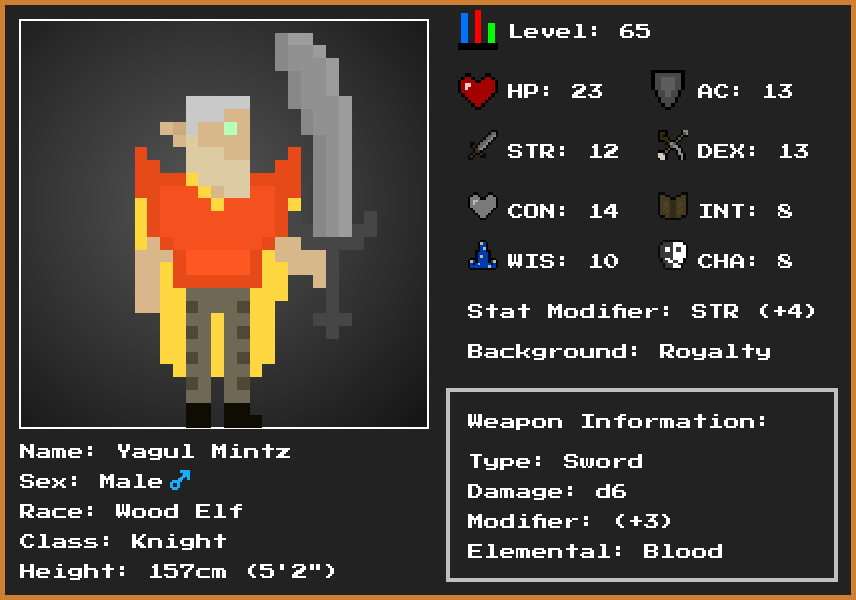 Level: 65
HP: 23
AC: 13
STR: 12
DEX: 13
CON: 14
INT: 8
WIS: 10
CHA: 8
Stat Modifier: STR (+4)
Background: Royalty
Weapon Information:
Type: Sword
Damage: d6
Modifier: (+3)
Elemental: Blood
Name: Yagul Mintz
Sex: Male♂
Race: Wood Elf
Class: Knight
Height: 157cm (5'2")